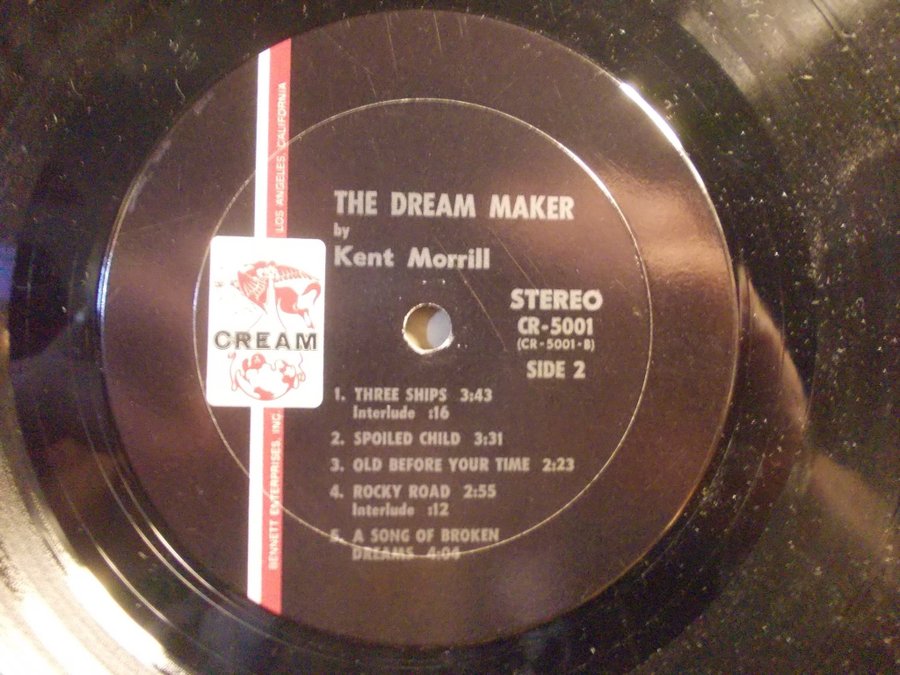 THE DREAM MAKER
by
Kent Morrill
STEREO
CR-5001
(CR-5001-B)
SIDE 2
CREAM
BENNETT ENTERPRISES, INC. LOS ANGELES, CALIFORNIA
1. THREE SHIPS 3:43
Interlude :16
2. SPOILED CHILD 3:31
3. OLD BEFORE YOUR TIME 2:23
4. ROCKY ROAD 2:55
Interlude :12
5. A SONG OF BROKEN
DREAMS 4:04